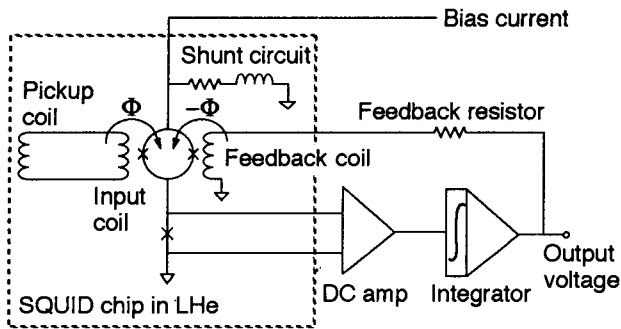 Bias current
Shunt circuit
Pickup
coil
Φ
−Φ
Feedback resistor
Feedback coil
Input
coil
∫
Output
voltage
DC amp
Integrator
SQUID chip in LHe